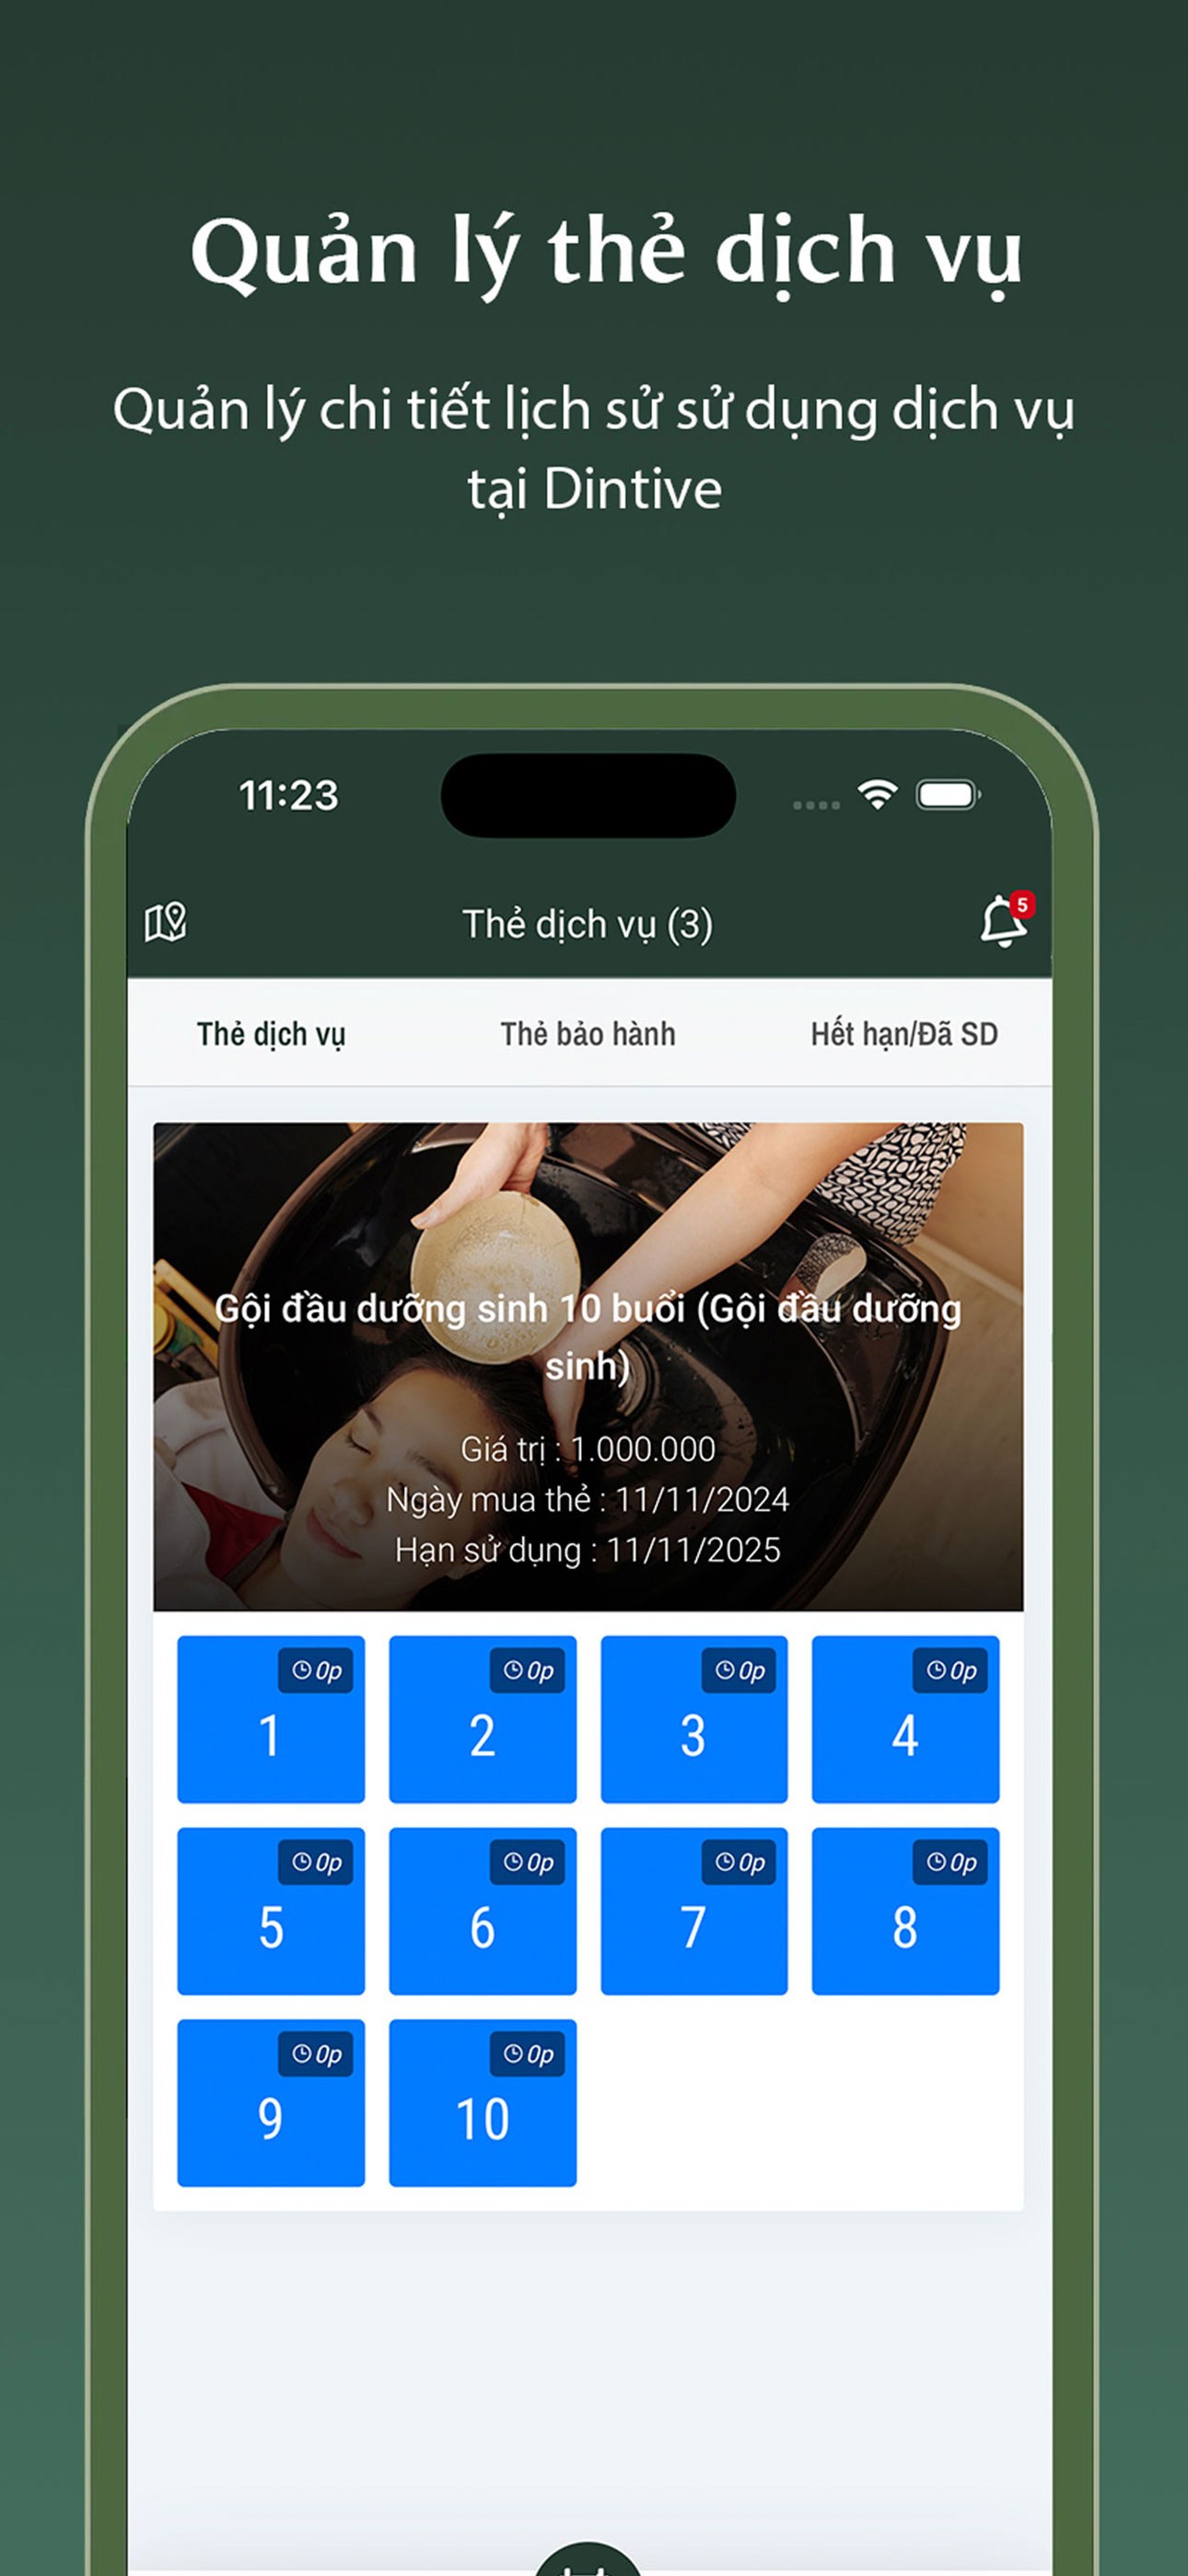 Quản lý thẻ dịch vụ
Quản lý chi tiết lịch sử sử dụng dịch vụ
tại Dintive
11:23
Thẻ dịch vụ (3)
5
Thẻ dịch vụ
Thẻ bảo hành
Hết hạn/Đã SD
Gội đầu dưỡng sinh 10 buổi (Gội đầu dưỡng
sinh)
Giá trị : 1.000.000
Ngày mua thẻ : 11/11/2024
Hạn sử dụng : 11/11/2025
0p
1
0p
2
0p
3
0p
4
0p
5
0p
6
0p
7
0p
8
0p
9
0p
10